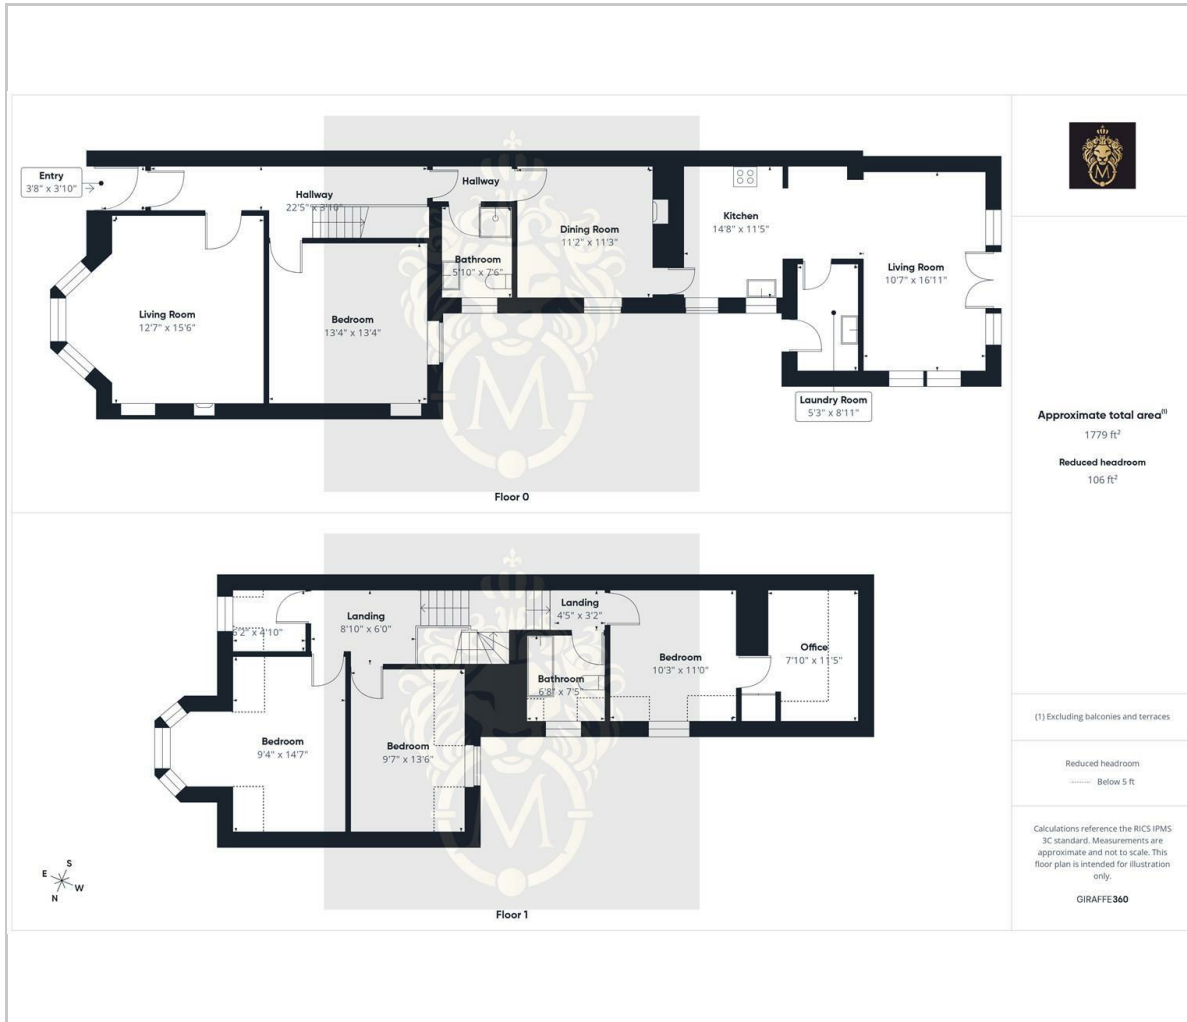 Entry
3'8" x 3'10"
Hallway
22'5" x 3'10"
Hallway
Bathroom
5'10" x 7'6"
Dining Room
11'2" x 11'3"
Kitchen
14'8" x 11'5"
Living Room
10'7" x 16'11"
Living Room
12'7" x 15'6"
Bedroom
13'4" x 13'4"
Laundry Room
5'3" x 8'11"
Floor 0
M
M
Approximate total area(1)
1779 ft²
Reduced headroom
106 ft²
Landing
8'10" x 6'0"
Landing
4'5" x 3'2"
x 4'10"
Bedroom
10'3" x 11'0"
Office
7'10" x 11'5"
Bathroom
6'8" x 7'5"
Bedroom
9'4" x 14'7"
Bedroom
9'7" x 13'6"
M
Floor 1
S
E
W
N
(1) Excluding balconies and terraces
Reduced headroom
Below 5 ft
Calculations reference the RICS IPMS
3C standard. Measurements are
approximate and not to scale. This
floor plan is intended for illustration
only.
GIRAFFE360